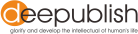 deepublish
glorify and develop the intellectual of human's life